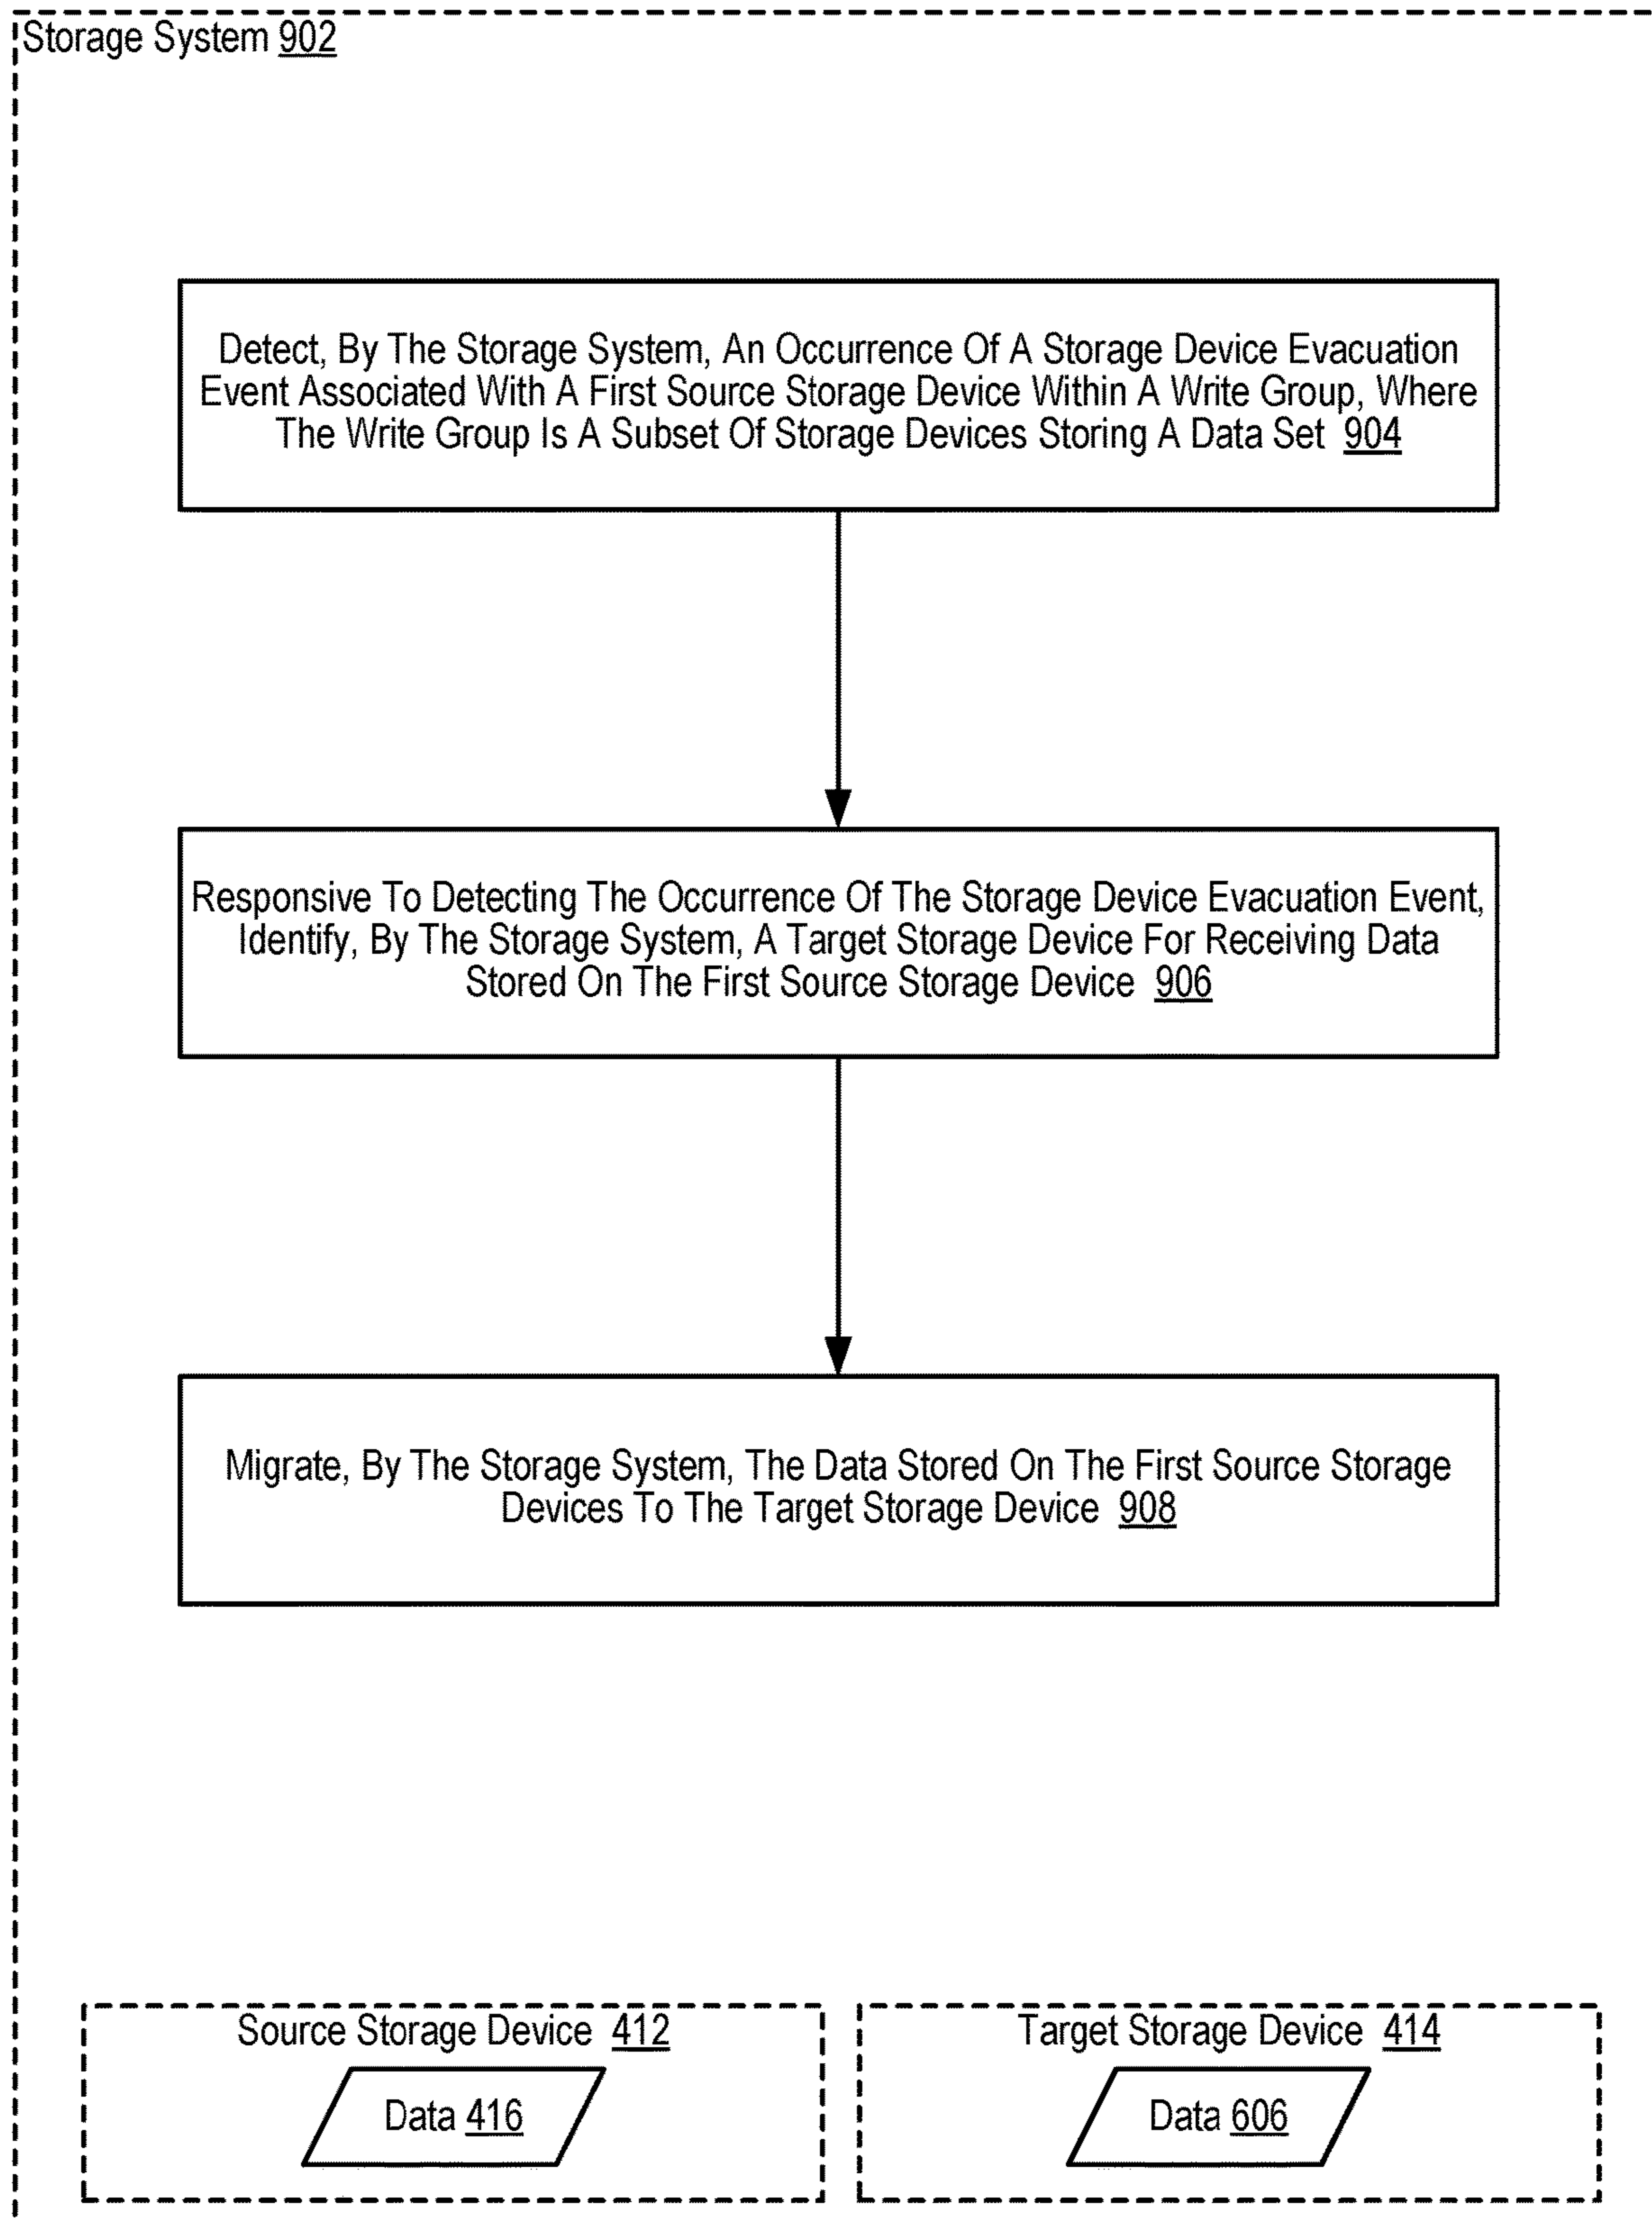 Storage System 902
Detect, By The Storage System, An Occurrence Of A Storage Device Evacuation
Event Associated With A First Source Storage Device Within A Write Group, Where
The Write Group Is A Subset Of Storage Devices Storing A Data Set 904
Responsive To Detecting The Occurrence Of The Storage Device Evacuation Event,
Identify, By The Storage System, A Target Storage Device For Receiving Data
Stored On The First Source Storage Device 906
Migrate, By The Storage System, The Data Stored On The First Source Storage
Devices To The Target Storage Device 908
Source Storage Device 412
Data 416
Target Storage Device 414
Data 606